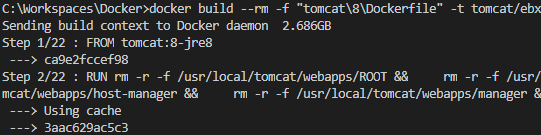 C:\Workspaces\Docker>docker build --rm -f "tomcat\8\Dockerfile" -t tomcat/ebx
Sending build context to Docker daemon  2.686GB
Step 1/22 : FROM tomcat:8-jre8
 ---> ca9e2fccef98
Step 2/22 : RUN rm -r -f /usr/local/tomcat/webapps/ROOT &&     rm -r -f /usr/
mcat/webapps/host-manager &&     rm -r -f /usr/local/tomcat/webapps/manager &
 ---> Using cache
 ---> 3aac629ac5c3